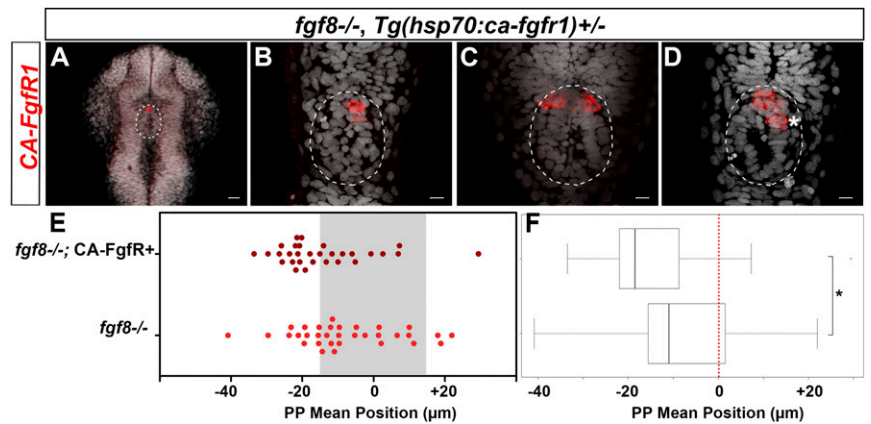 fgf8-/-, Tg(hsp70:ca-fgfr1)+/-
CA-FgfR1
A
B
C
D
*
E
fgf8-/-; CA-FgfR+
fgf8-/-
-40 -20 0 +20
PP Mean Position (µm)
F
*
-40 -20 0 +20
PP Mean Position (µm)